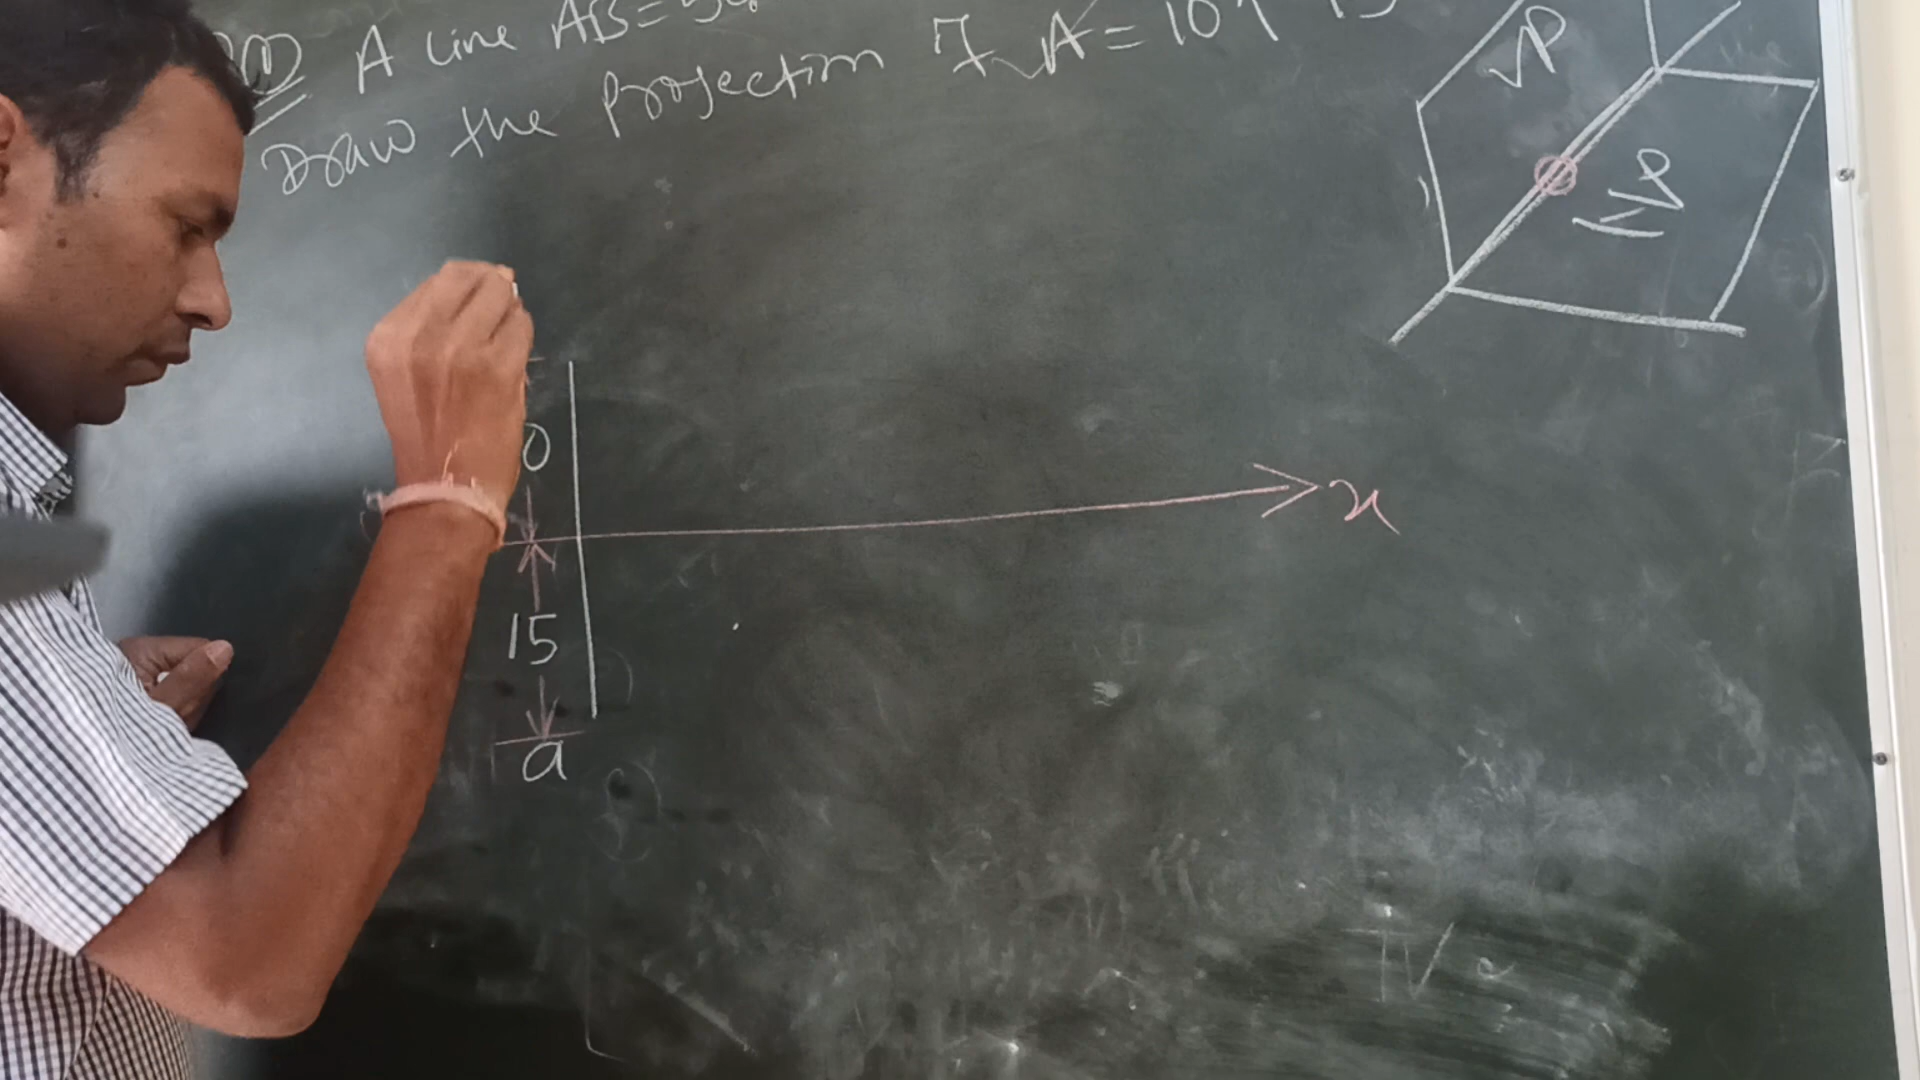 A Line AB=
Draw the Projection If A= 10
VP
HP
0
x
15
a